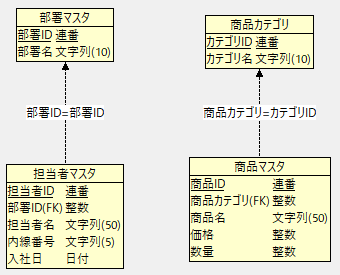 部署マスタ
部署ID 連番
部署名 文字列(10)
部署ID=部署ID
担当者マスタ
担当者ID 連番
部署ID(FK) 整数
担当者名 文字列(50)
内線番号 文字列(5)
入社日 日付
商品カテゴリ
カテゴリID 連番
カテゴリ名 文字列(10)
商品カテゴリ=カテゴリID
商品マスタ
商品ID 連番
商品カテゴリ(FK) 整数
商品名 文字列(50)
価格 整数
数量 整数